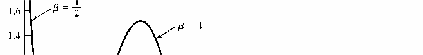 1,6
β = 1/2
1,4
β